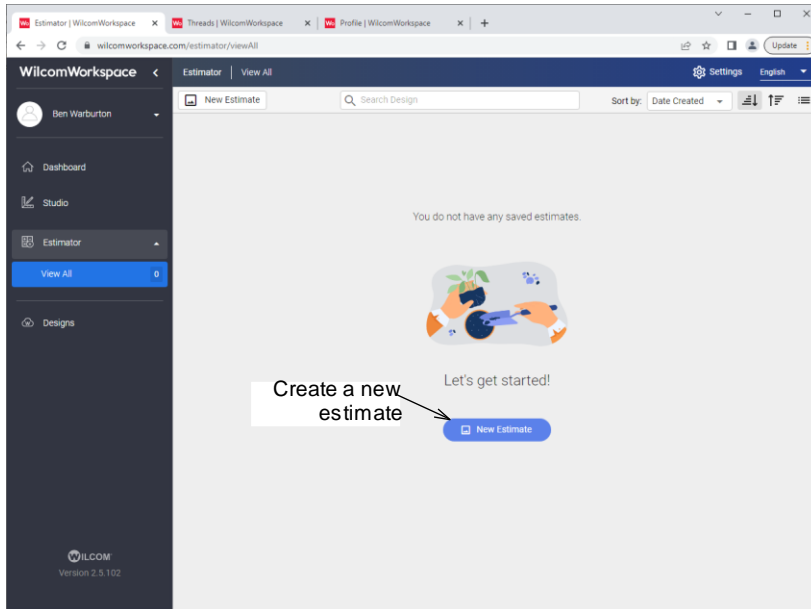 Estimator | WilcomWorkspace
Threads | WilcomWorkspace
Profile | WilcomWorkspace
wilcomworkspace.com/estimator/viewAll
Update
WilcomWorkspace
Estimator | View All
Settings
English
Ben Warburton
New Estimate
Search Design
Sort by: Date Created
Dashboard
Studio
Estimator
View All 0
Designs
You do not have any saved estimates.
Let's get started!
Create a new
estimate
New Estimate
WILCOM
Version 2.5.102